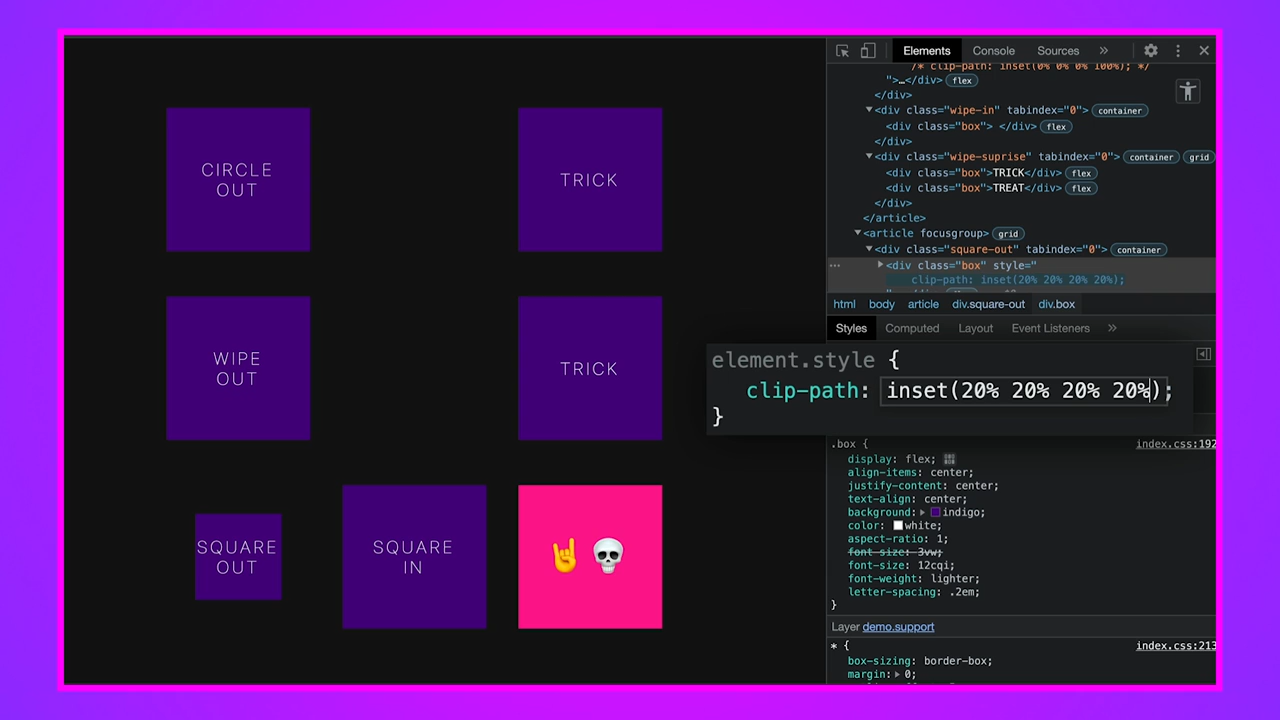 CIRCLE
OUT
TRICK
WIPE
OUT
TRICK
SQUARE
OUT
SQUARE
IN
Elements Console Sources »
/* clip-path: inset(0% 0% 0% 100%); */
">…</div> flex
</div>
<div class="wipe-in" tabindex="0"> container
<div class="box"> </div> flex
</div>
<div class="wipe-suprise" tabindex="0"> container grid
<div class="box">TRICK</div> flex
<div class="box">TREAT</div> flex
</div>
</article>
<article focusgroup> grid
<div class="square-out" tabindex="0"> container
<div class="box" style="
clip-path: inset(20% 20% 20% 20%);
html body article div.square-out div.box
Styles Computed Layout Event Listeners »
element.style {
clip-path: inset(20% 20% 20% 20%);
}
.box { index.css:192
display: flex;
align-items: center;
justify-content: center;
text-align: center;
background: indigo;
color: white;
aspect-ratio: 1;
font-size: 3vw;
font-size: 12cqi;
font-weight: lighter;
letter-spacing: .2em;
}
Layer demo.support
* { index.css:213
box-sizing: border-box;
margin: 0;